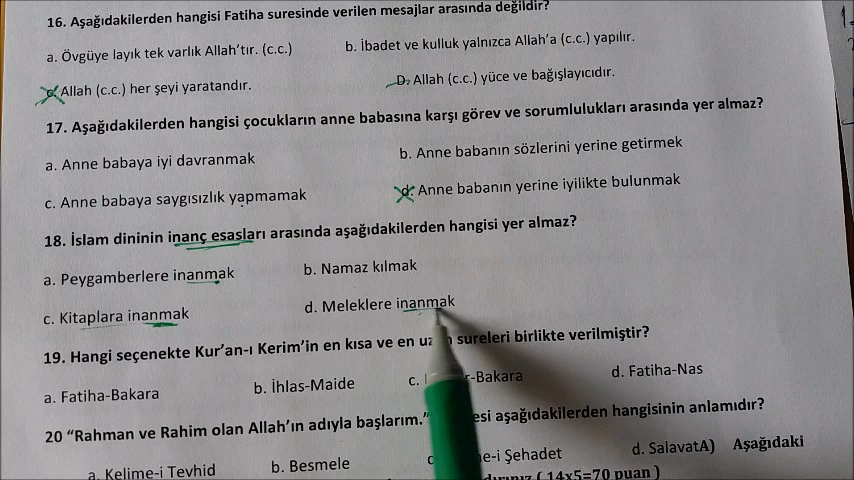 16. Aşağıdakilerden hangisi Fatiha suresinde verilen mesajlar arasında değildir?
a. Övgüye layık tek varlık Allah'tır. (c.c.) b. İbadet ve kulluk yalnızca Allah'a (c.c.) yapılır.
c. Allah (c.c.) her şeyi yaratandır. D. Allah (c.c.) yüce ve bağışlayıcıdır.
17. Aşağıdakilerden hangisi çocukların anne babasına karşı görev ve sorumlulukları arasında yer almaz?
a. Anne babaya iyi davranmak b. Anne babanın sözlerini yerine getirmek
c. Anne babaya saygısızlık yapmamak d. Anne babanın yerine iyilikte bulunmak
18. İslam dininin inanç esasları arasında aşağıdakilerden hangisi yer almaz?
a. Peygamberlere inanmak b. Namaz kılmak
c. Kitaplara inanmak d. Meleklere inanmak
19. Hangi seçenekte Kur'an-ı Kerim'in en kısa ve en sureleri birlikte verilmiştir?
a. Fatiha-Bakara b. İhlas-Maide c. -Bakara d. Fatiha-Nas
20 "Rahman ve Rahim olan Allah'ın adıyla başlarım." aşağıdakilerden hangisinin anlamıdır?
a. Kelime-i Tevhid b. Besmele Şehadet d. SalavatA) Aşağıdaki
( 14x5=70 puan )